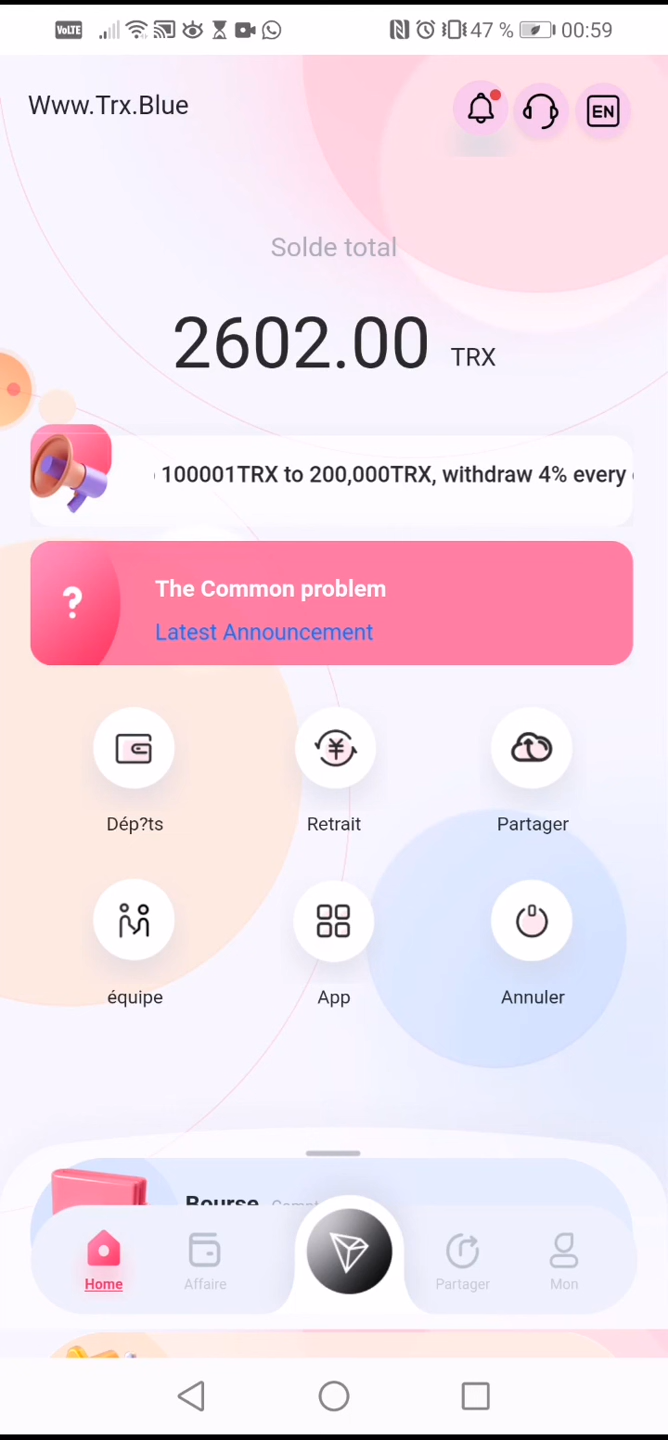 VoLTE 47 % 00:59
Www.Trx.Blue
EN
Solde total
2602.00 TRX
100001TRX to 200,000TRX, withdraw 4% every
?
The Common problem
Latest Announcement
Dép?ts Retrait Partager
équipe App Annuler
Bourse
Home Affaire Partager Mon